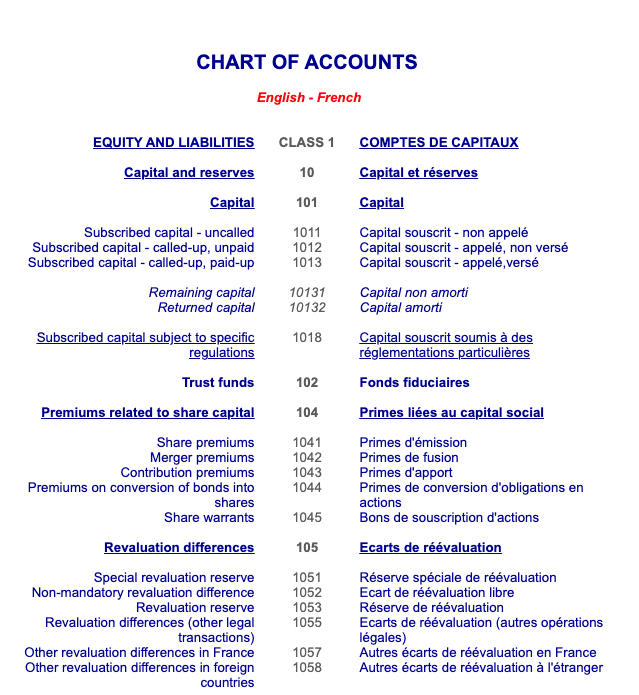 CHART OF ACCOUNTS
English - French
EQUITY AND LIABILITIES CLASS 1 COMPTES DE CAPITAUX
Capital and reserves 10 Capital et réserves
Capital 101 Capital
Subscribed capital - uncalled 1011 Capital souscrit - non appelé
Subscribed capital - called-up, unpaid 1012 Capital souscrit - appelé, non versé
Subscribed capital - called-up, paid-up 1013 Capital souscrit - appelé,versé
Remaining capital 10131 Capital non amorti
Returned capital 10132 Capital amorti
Subscribed capital subject to specific 1018 Capital souscrit soumis à des
regulations réglementations particulières
Trust funds 102 Fonds fiduciaires
Premiums related to share capital 104 Primes liées au capital social
Share premiums 1041 Primes d'émission
Merger premiums 1042 Primes de fusion
Contribution premiums 1043 Primes d'apport
Premiums on conversion of bonds into 1044 Primes de conversion d'obligations en
shares actions
Share warrants 1045 Bons de souscription d'actions
Revaluation differences 105 Ecarts de réévaluation
Special revaluation reserve 1051 Réserve spéciale de réévaluation
Non-mandatory revaluation difference 1052 Ecart de réévaluation libre
Revaluation reserve 1053 Réserve de réévaluation
Revaluation differences (other legal 1055 Ecarts de réévaluation (autres opérations
transactions) légales)
Other revaluation differences in France 1057 Autres écarts de réévaluation en France
Other revaluation differences in foreign 1058 Autres écarts de réévaluation à l'étranger
countries